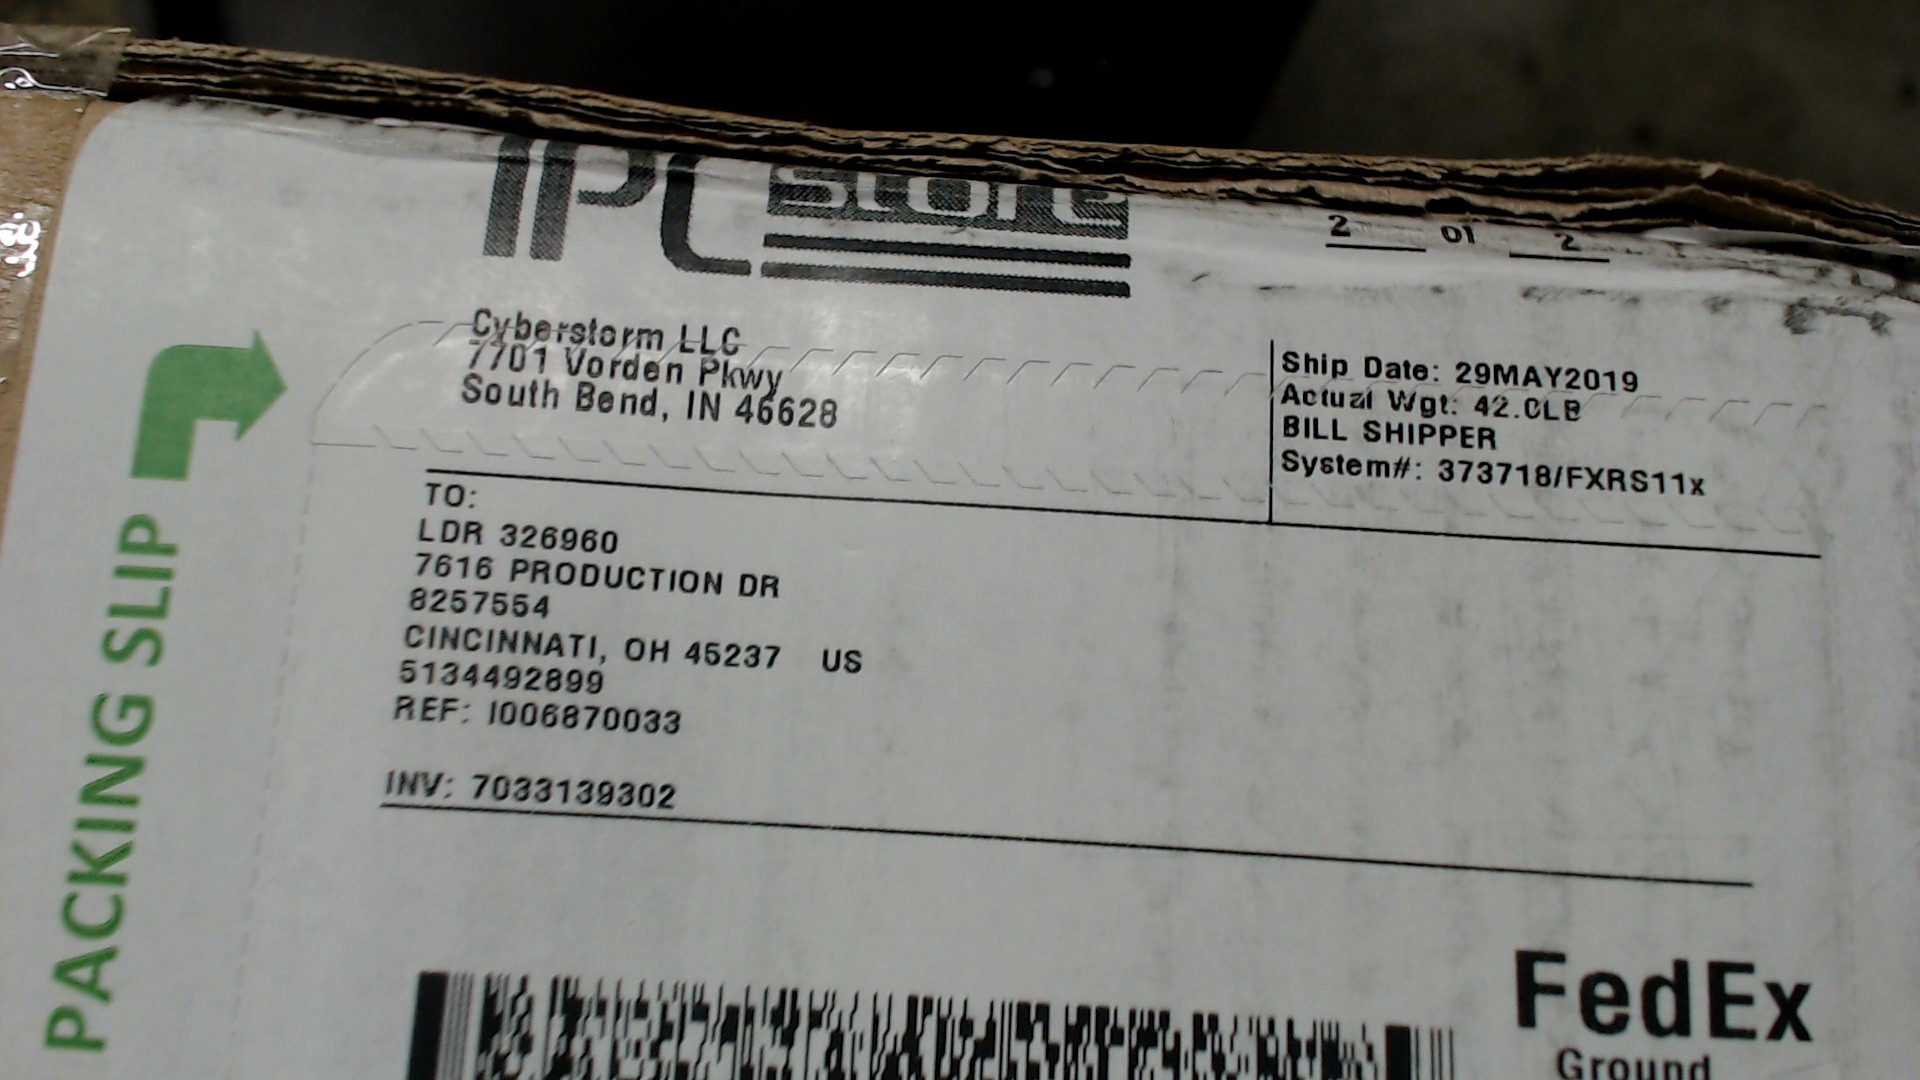 IPC store
2 of 2
Cyberstorm LLC
7701 Vorden Pkwy
South Bend, IN 46628
Ship Date: 29MAY2019
Actual Wgt: 42.0LB
BILL SHIPPER
System#: 373718/FXRS11x
TO:
LDR 326960
7616 PRODUCTION DR
8257554
CINCINNATI, OH 45237 US
5134492899
REF: I006870033
INV: 7033139302
PACKING SLIP
FedEx
Ground